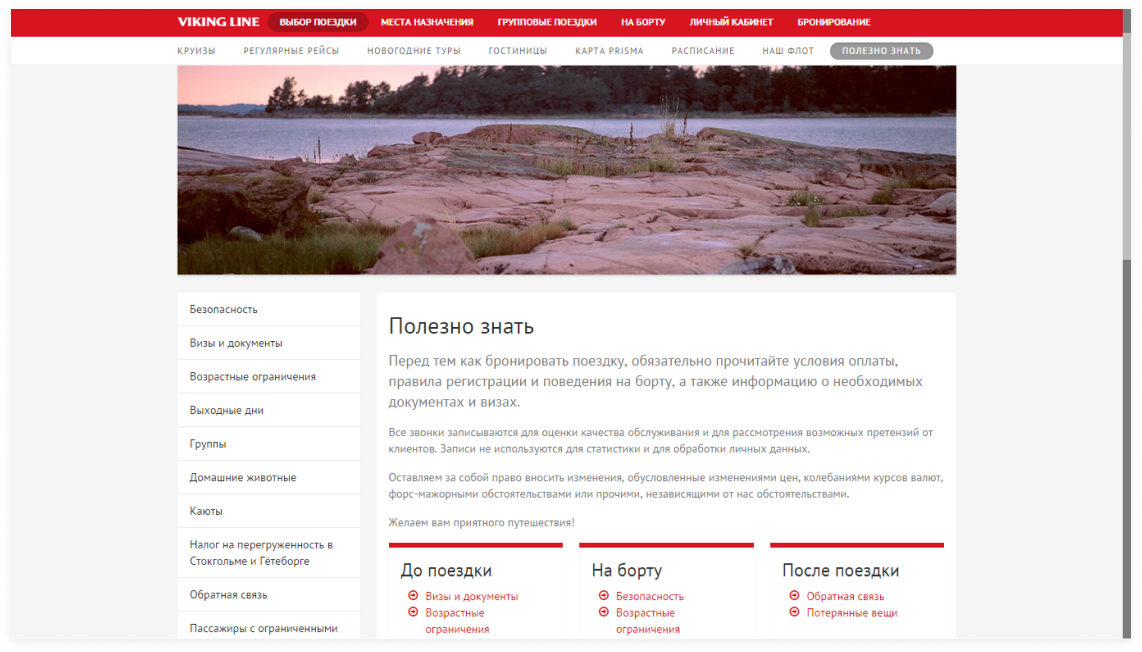 VIKING LINE ВЫБОР ПОЕЗДКИ МЕСТА НАЗНАЧЕНИЯ ГРУППОВЫЕ ПОЕЗДКИ НА БОРТУ ЛИЧНЫЙ КАБИНЕТ БРОНИРОВАНИЕ
КРУИЗЫ РЕГУЛЯРНЫЕ РЕЙСЫ НОВОГОДНИЕ ТУРЫ ГОСТИНИЦЫ КАРТА PRISMA РАСПИСАНИЕ НАШ ФЛОТ ПОЛЕЗНО ЗНАТЬ
Безопасность
Визы и документы
Возрастные ограничения
Выходные дни
Группы
Домашние животные
Каюты
Налог на перегруженность в
Стокгольме и Гётеборге
Обратная связь
Пассажиры с ограниченными
Полезно знать
Перед тем как бронировать поездку, обязательно прочитайте условия оплаты,
правила регистрации и поведения на борту, а также информацию о необходимых
документах и визах.
Все звонки записываются для оценки качества обслуживания и для рассмотрения возможных претензий от
клиентов. Записи не используются для статистики и для обработки личных данных.
Оставляем за собой право вносить изменения, обусловленные изменениями цен, колебаниями курсов валют,
форс-мажорными обстоятельствами или прочими, независящими от нас обстоятельствами.
Желаем вам приятного путешествия!
До поездки
Визы и документы
Возрастные
ограничения
На борту
Безопасность
Возрастные
ограничения
После поездки
Обратная связь
Потерянные вещи